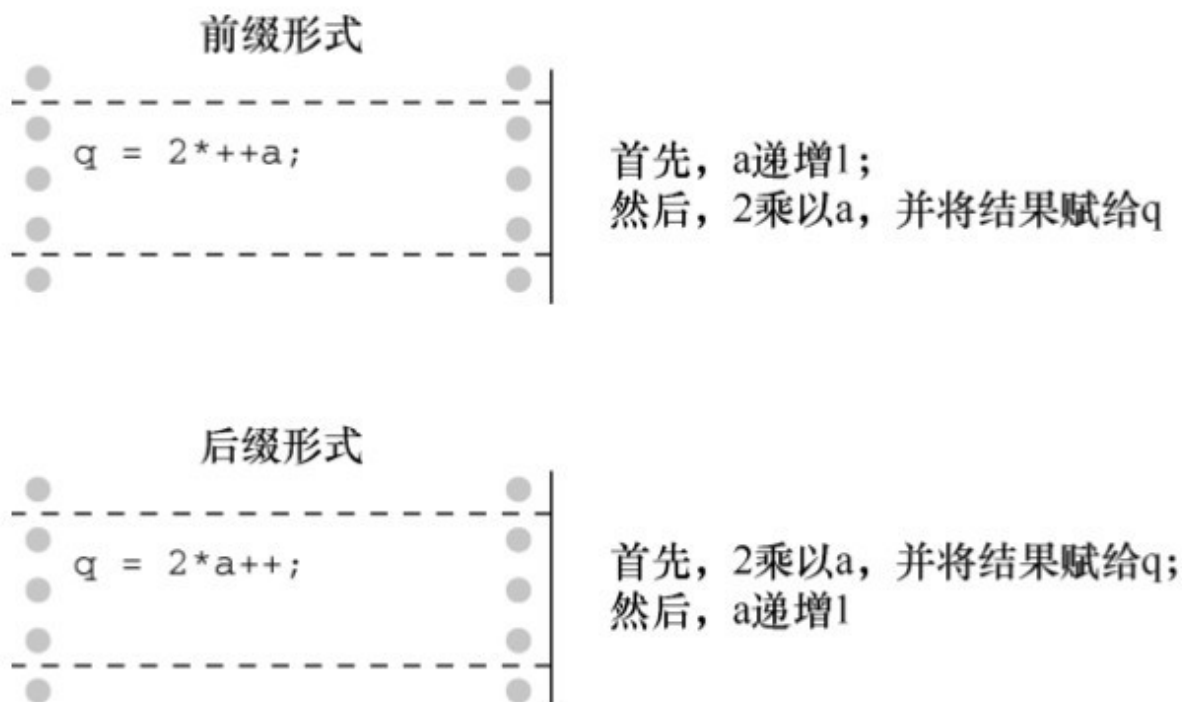 前缀形式
q = 2*++a;
首先，a递增1；
然后，2乘以a，并将结果赋给q
后缀形式
q = 2*a++;
首先，2乘以a，并将结果赋给q；
然后，a递增1